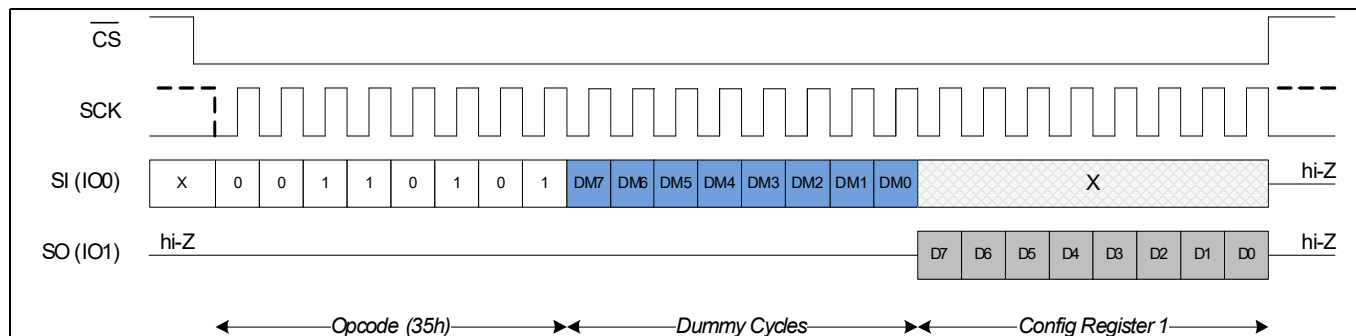 CS
SCK
SI (IO0) X 0 0 1 1 0 1 0 1 DM7 DM6 DM5 DM4 DM3 DM2 DM1 DM0 X hi-Z
SO (IO1) hi-Z D7 D6 D5 D4 D3 D2 D1 D0 hi-Z
Opcode (35h) Dummy Cycles Config Register 1